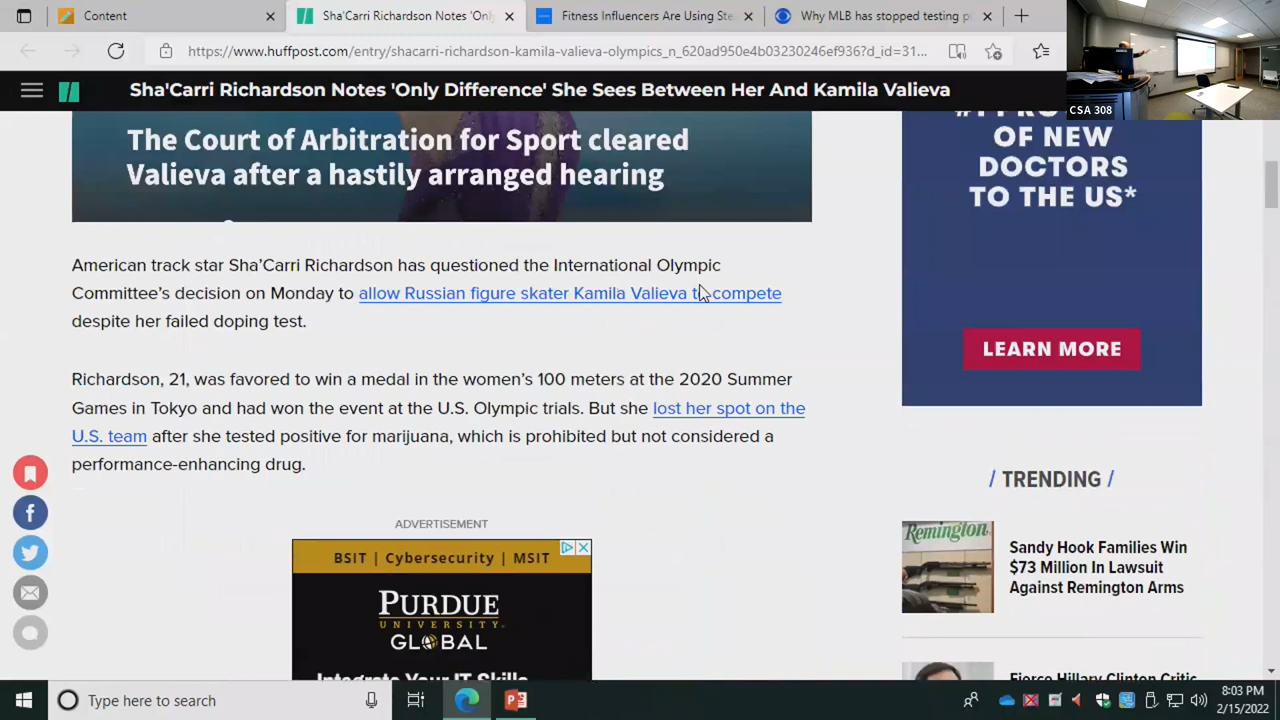 Content
Sha'Carri Richardson Notes 'Only
Fitness Influencers Are Using Ste
Why MLB has stopped testing p
https://www.huffpost.com/entry/shacarri-richardson-kamila-valieva-olympics_n_620ad950e4b03230246ef936?d_id=31...
CSA 308
Sha'Carri Richardson Notes 'Only Difference' She Sees Between Her And Kamila Valieva
The Court of Arbitration for Sport cleared
Valieva after a hastily arranged hearing
OF NEW
DOCTORS
TO THE US*
LEARN MORE
American track star Sha’Carri Richardson has questioned the International Olympic
Committee’s decision on Monday to allow Russian figure skater Kamila Valieva to compete
despite her failed doping test.
Richardson, 21, was favored to win a medal in the women’s 100 meters at the 2020 Summer
Games in Tokyo and had won the event at the U.S. Olympic trials. But she lost her spot on the
U.S. team after she tested positive for marijuana, which is prohibited but not considered a
performance-enhancing drug.
/ TRENDING /
Remington
Sandy Hook Families Win
$73 Million In Lawsuit
Against Remington Arms
Fierce Hillary Clinton Critic
ADVERTISEMENT
BSIT | Cybersecurity | MSIT
PURDUE
UNIVERSITY
GLOBAL
Integrate Your IT Skills
Type here to search
8:03 PM
2/15/2022